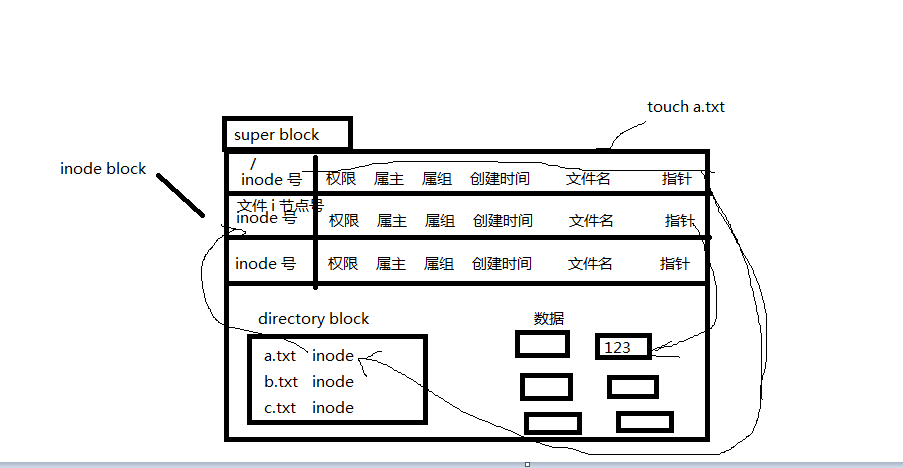 touch a.txt
super block
inode block
/
inode 号 权限 属主 属组 创建时间 文件名 指针
文件 i 节点号
inode 号 权限 属主 属组 创建时间 文件名 指针
inode 号 权限 属主 属组 创建时间 文件名 指针
directory block 数据
a.txt inode 123
b.txt inode
c.txt inode